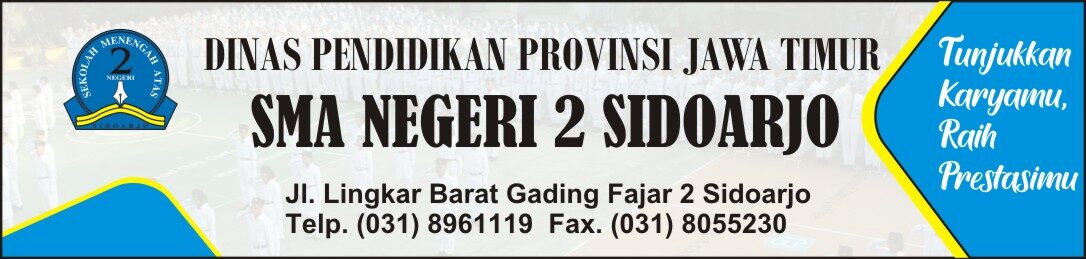 SEKOLAH MENENGAH ATAS
2
NEGERI
SIDOARJO
DINAS PENDIDIKAN PROVINSI JAWA TIMUR
SMA NEGERI 2 SIDOARJO
Jl. Lingkar Barat Gading Fajar 2 Sidoarjo
Telp. (031) 8961119 Fax. (031) 8055230
Tunjukkan
Karyamu,
Raih
Prestasimu